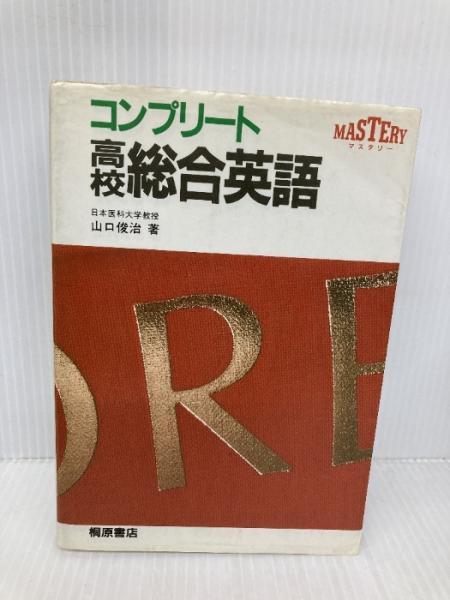 コンプリート
高校総合英語
MASTERY
マスタリー
日本医科大学教授
山口俊治 著
ORE
桐原書店